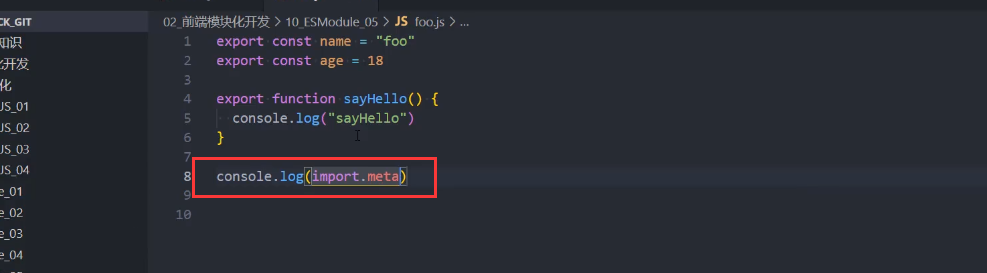 CK_GIT
知识
化开发
化
JS_01
JS_02
JS_03
JS_04
e_01
e_02
e_03
e_04
02_前端模块化开发 > 10_ESModule_05 > JS foo.js > ...
1 export const name = "foo"
2 export const age = 18
3
4 export function sayHello() {
5 console.log("sayHello")
6 }
7
8 console.log(import.meta)
9
10